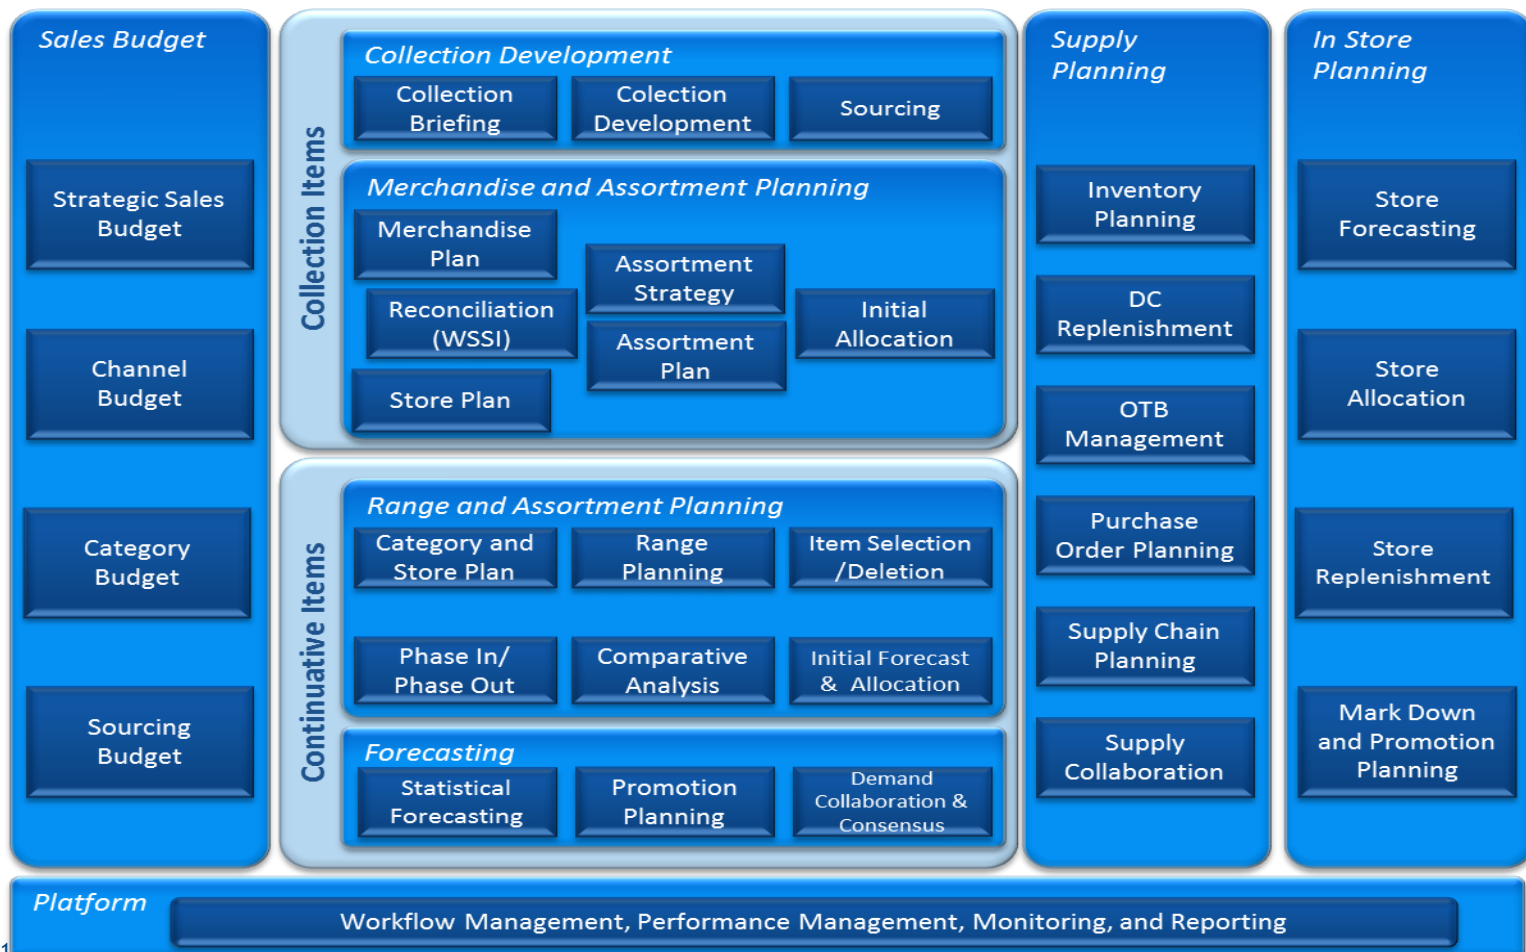 Sales Budget
Strategic Sales
Budget
Channel
Budget
Category
Budget
Sourcing
Budget
Collection Items
Collection Development
Collection
Briefing
Colection
Development
Sourcing
Merchandise and Assortment Planning
Merchandise
Plan
Reconciliation
(WSSI)
Store Plan
Assortment
Strategy
Assortment
Plan
Initial
Allocation
Continuative Items
Range and Assortment Planning
Category and
Store Plan
Range
Planning
Item Selection
/Deletion
Phase In/
Phase Out
Comparative
Analysis
Initial Forecast
& Allocation
Forecasting
Statistical
Forecasting
Promotion
Planning
Demand
Collaboration &
Consensus
Supply
Planning
Inventory
Planning
DC
Replenishment
OTB
Management
Purchase
Order Planning
Supply Chain
Planning
Supply
Collaboration
In Store
Planning
Store
Forecasting
Store
Allocation
Store
Replenishment
Mark Down
and Promotion
Planning
Platform
Workflow Management, Performance Management, Monitoring, and Reporting
1